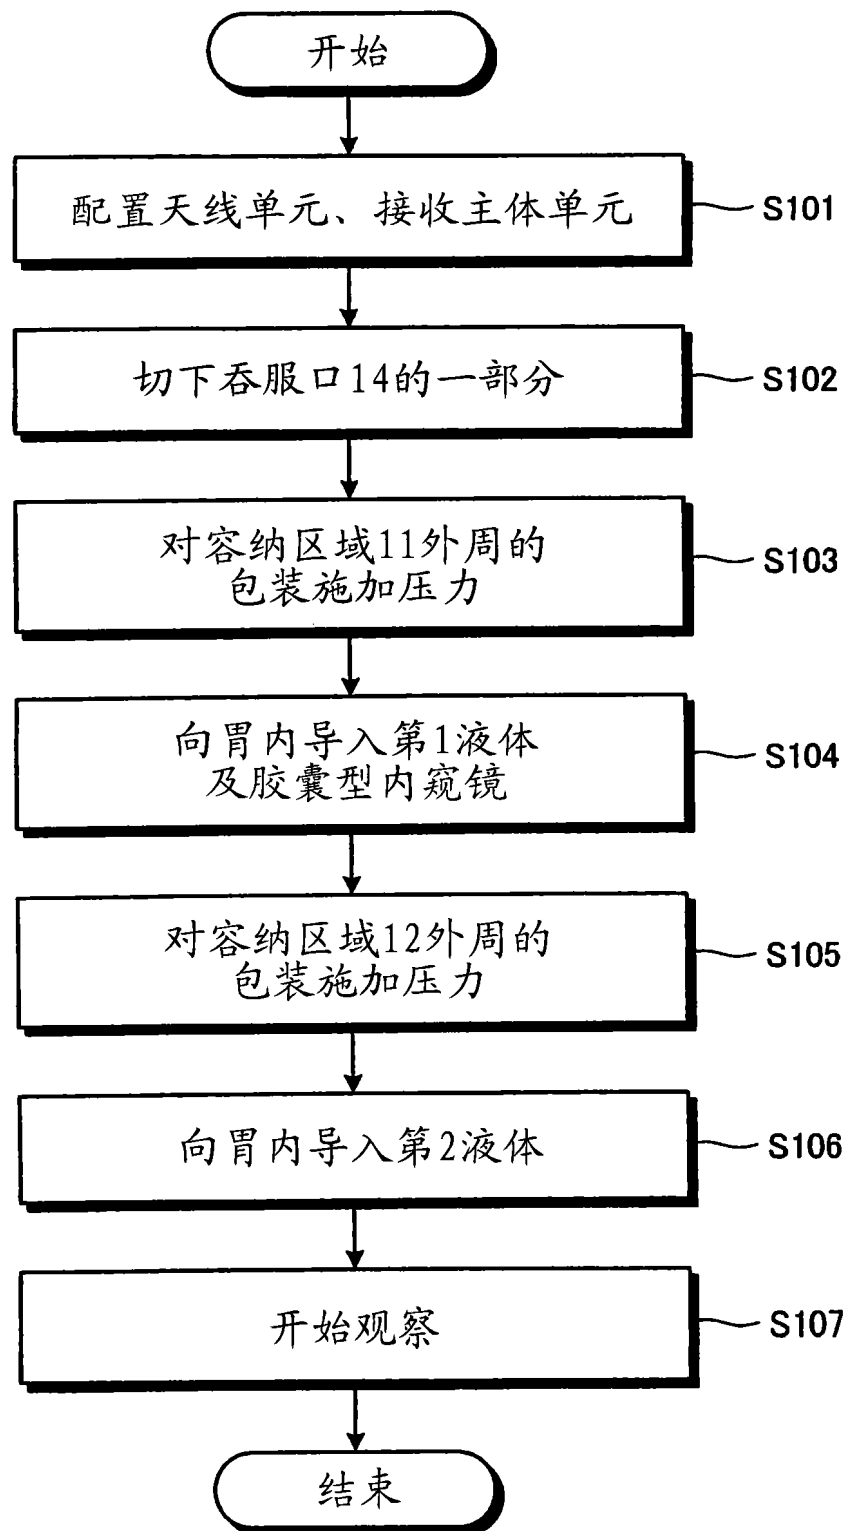 开始
配置天线单元、接收主体单元
S101
切下吞服口14的一部分
S102
对容纳区域11外周的
包装施加压力
S103
向胃内导入第1液体
及胶囊型内窥镜
S104
对容纳区域12外周的
包装施加压力
S105
向胃内导入第2液体
S106
开始观察
S107
结束